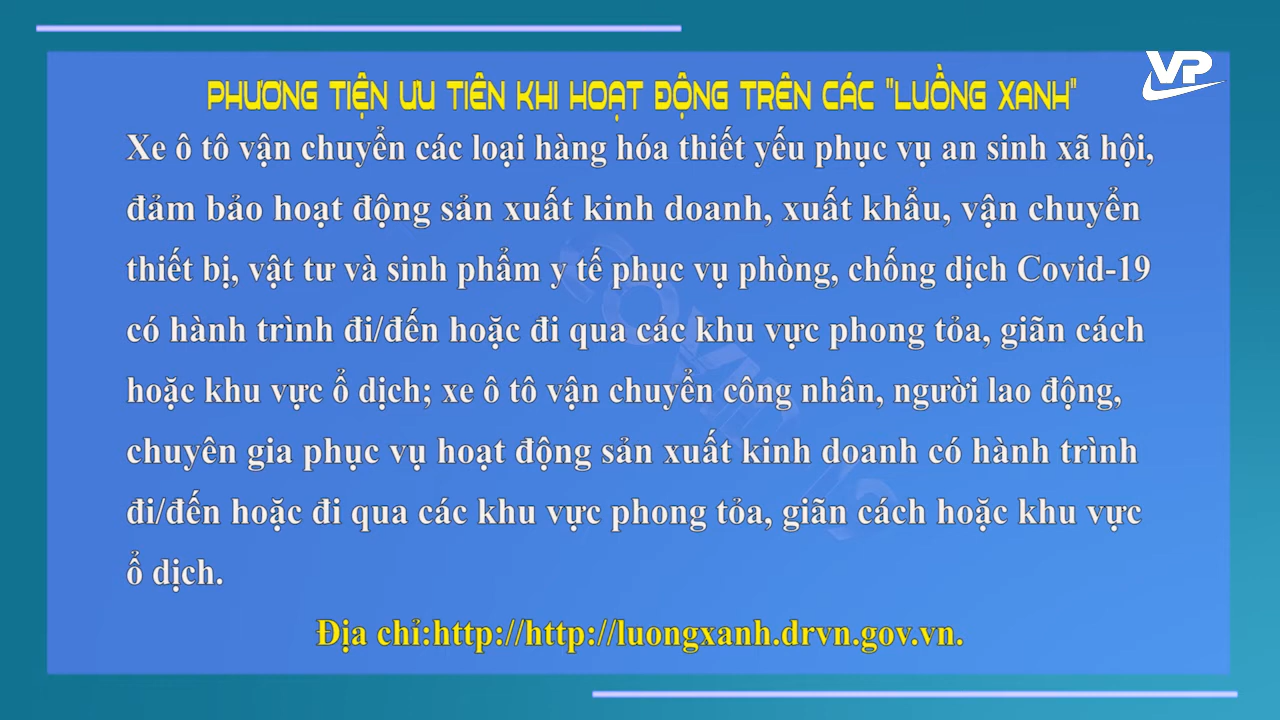 VP
PHƯƠNG TIỆN ƯU TIÊN KHI HOẠT ĐỘNG TRÊN CÁC "LUỒNG XANH"
Xe ô tô vận chuyển các loại hàng hóa thiết yếu phục vụ an sinh xã hội,
đảm bảo hoạt động sản xuất kinh doanh, xuất khẩu, vận chuyển
thiết bị, vật tư và sinh phẩm y tế phục vụ phòng, chống dịch Covid-19
có hành trình đi/đến hoặc đi qua các khu vực phong tỏa, giãn cách
hoặc khu vực ổ dịch; xe ô tô vận chuyển công nhân, người lao động,
chuyên gia phục vụ hoạt động sản xuất kinh doanh có hành trình
đi/đến hoặc đi qua các khu vực phong tỏa, giãn cách hoặc khu vực
ổ dịch.
Địa chỉ:http://http://luongxanh.drvn.gov.vn.
COVID 19